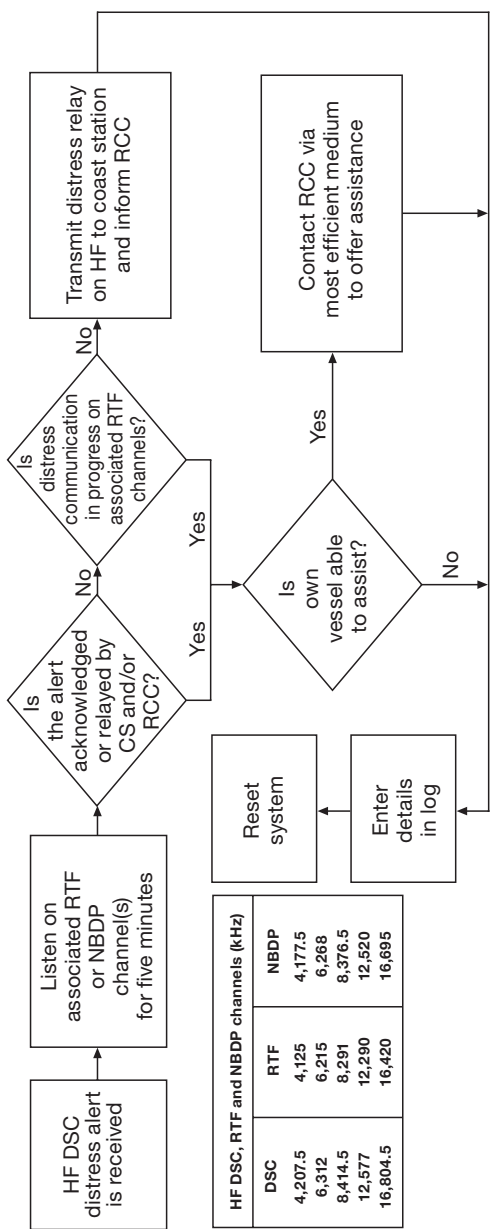 HF DSC
distress alert
is received
Listen on
associated RTF
or NBDP
channel(s)
for five minutes
Is
the alert
acknowledged
or relayed by
CS and/or
RCC?
No
Is
distress
communication
in progress on
associated RTF
channels?
No
Transmit distress relay
on HF to coast station
and inform RCC
Yes
Yes
Is
own
vessel able
to assist?
Yes
Contact RCC via
most efficient medium
to offer assistance
No
Reset
system
Enter
details
in log
HF DSC, RTF and NBDP channels (kHz)
DSC RTF NBDP
4,207.5 4,125 4,177.5
6,312 6,215 6,268
8,414.5 8,291 8,376.5
12,577 12,290 12,520
16,804.5 16,420 16,695